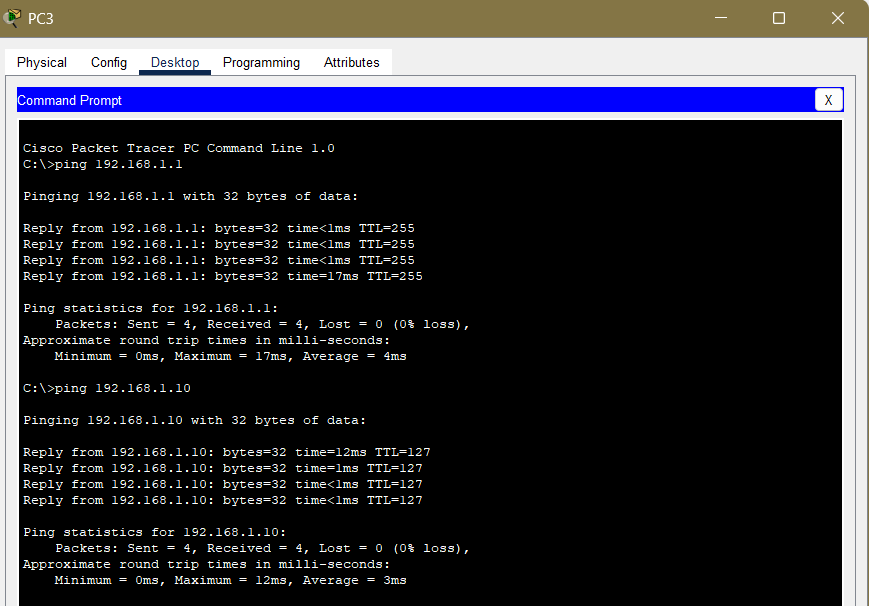 PC3
Physical Config Desktop Programming Attributes
Command Prompt
X
Cisco Packet Tracer PC Command Line 1.0
C:\>ping 192.168.1.1
Pinging 192.168.1.1 with 32 bytes of data:
Reply from 192.168.1.1: bytes=32 time<1ms TTL=255
Reply from 192.168.1.1: bytes=32 time<1ms TTL=255
Reply from 192.168.1.1: bytes=32 time<1ms TTL=255
Reply from 192.168.1.1: bytes=32 time=17ms TTL=255
Ping statistics for 192.168.1.1:
    Packets: Sent = 4, Received = 4, Lost = 0 (0% loss),
Approximate round trip times in milli-seconds:
    Minimum = 0ms, Maximum = 17ms, Average = 4ms
C:\>ping 192.168.1.10
Pinging 192.168.1.10 with 32 bytes of data:
Reply from 192.168.1.10: bytes=32 time=12ms TTL=127
Reply from 192.168.1.10: bytes=32 time=1ms TTL=127
Reply from 192.168.1.10: bytes=32 time<1ms TTL=127
Reply from 192.168.1.10: bytes=32 time<1ms TTL=127
Ping statistics for 192.168.1.10:
    Packets: Sent = 4, Received = 4, Lost = 0 (0% loss),
Approximate round trip times in milli-seconds:
    Minimum = 0ms, Maximum = 12ms, Average = 3ms